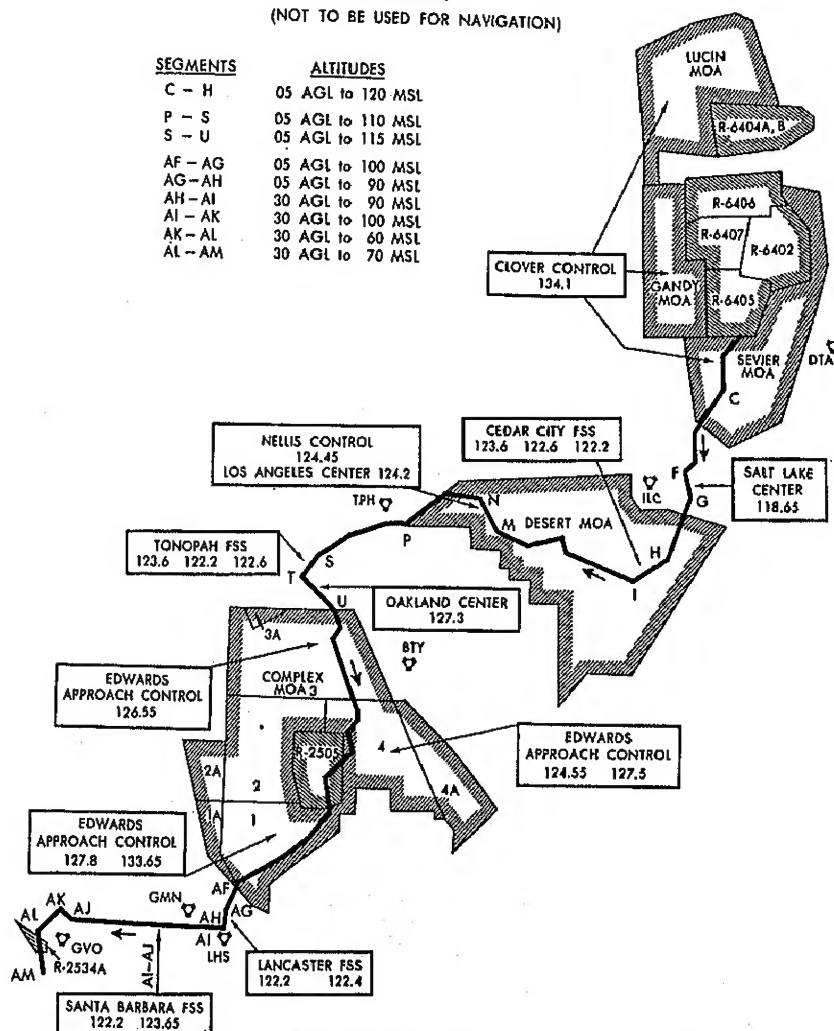 (NOT TO BE USED FOR NAVIGATION)
SEGMENTS ALTITUDES
C – H 05 AGL to 120 MSL
P – S 05 AGL to 110 MSL
S – U 05 AGL to 115 MSL
AF – AG 05 AGL to 100 MSL
AG – AH 05 AGL to 90 MSL
AH – AI 30 AGL to 90 MSL
AI – AK 30 AGL to 100 MSL
AK – AL 30 AGL to 60 MSL
AL – AM 30 AGL to 70 MSL
LUCIN
MOA
R-6404A, B
R-6406
R-6407
R-6402
CLOVER CONTROL
134.1
GANDY
MOA
R-6405
SEVIER
MOA
DTA
C
NELLIS CONTROL
124.45
LOS ANGELES CENTER 124.2
CEDAR CITY FSS
123.6 122.6 122.2
F
G
SALT LAKE
CENTER
118.65
TPH
N
ILC
M
DESERT MOA
P
H
I
TONOPAH FSS
123.6 122.2 122.6
S
T
U
OAKLAND CENTER
127.3
3A
BTY
EDWARDS
APPROACH CONTROL
126.55
COMPLEX
MOA 3
R-2505
4
EDWARDS
APPROACH CONTROL
124.55 127.5
2A
2
4A
1A
1
EDWARDS
APPROACH CONTROL
127.8 133.65
AF
AG
GMN
AH
AK
AL
AJ
AI
LHS
GVO
R-2534A
AM
AI–AJ
LANCASTER FSS
122.2 122.4
SANTA BARBARA FSS
122.2 123.65